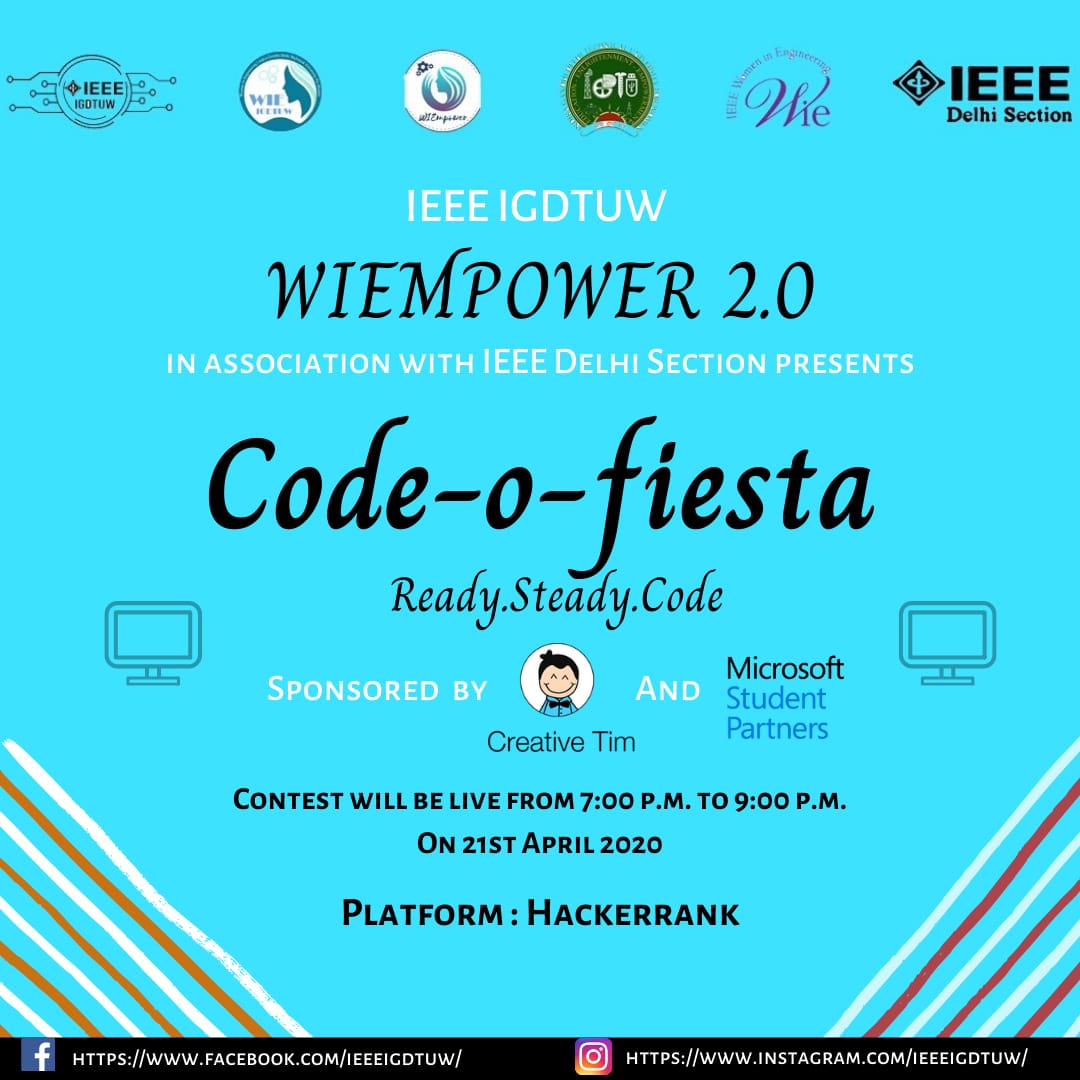 IEEE
IGDTUW
WIE
IGDTUW
WIEmpower
IEEE Women in Engineering
Wie
IEEE
Delhi Section
IEEE IGDTUW
WIEMPOWER 2.0
IN ASSOCIATION WITH IEEE DELHI SECTION PRESENTS
Code-o-fiesta
Ready.Steady.Code
SPONSORED BY
Creative Tim
AND
Microsoft
Student
Partners
CONTEST WILL BE LIVE FROM 7:00 P.M. TO 9:00 P.M.
ON 21ST APRIL 2020
PLATFORM : HACKERRANK
HTTPS://WWW.FACEBOOK.COM/IEEEIGDTUW/
HTTPS://WWW.INSTAGRAM.COM/IEEEIGDTUW/